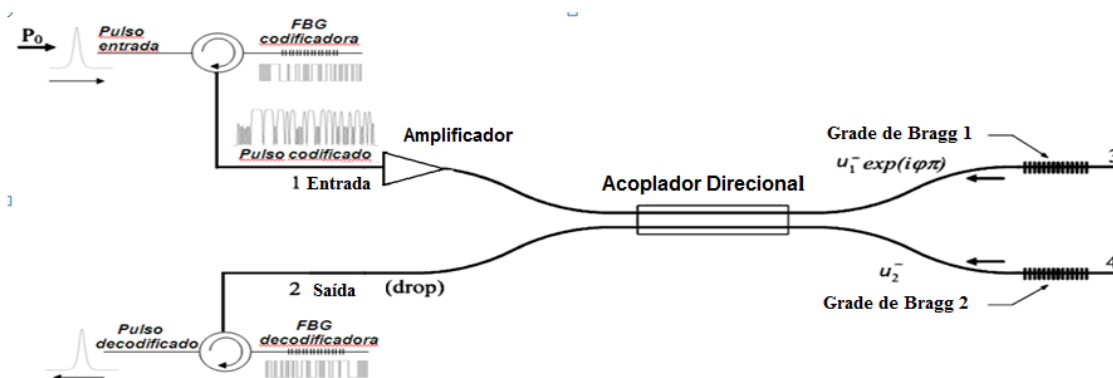 P₀
Pulso
entrada
FBG
codificadora
Pulso codificado
1 Entrada
Amplificador
Acoplador Direcional
Grade de Bragg 1
u₁⁻ exp(iφπ)
3
2 Saída (drop)
u₂⁻
4
Grade de Bragg 2
Pulso
decodificado
FBG
decodificadora